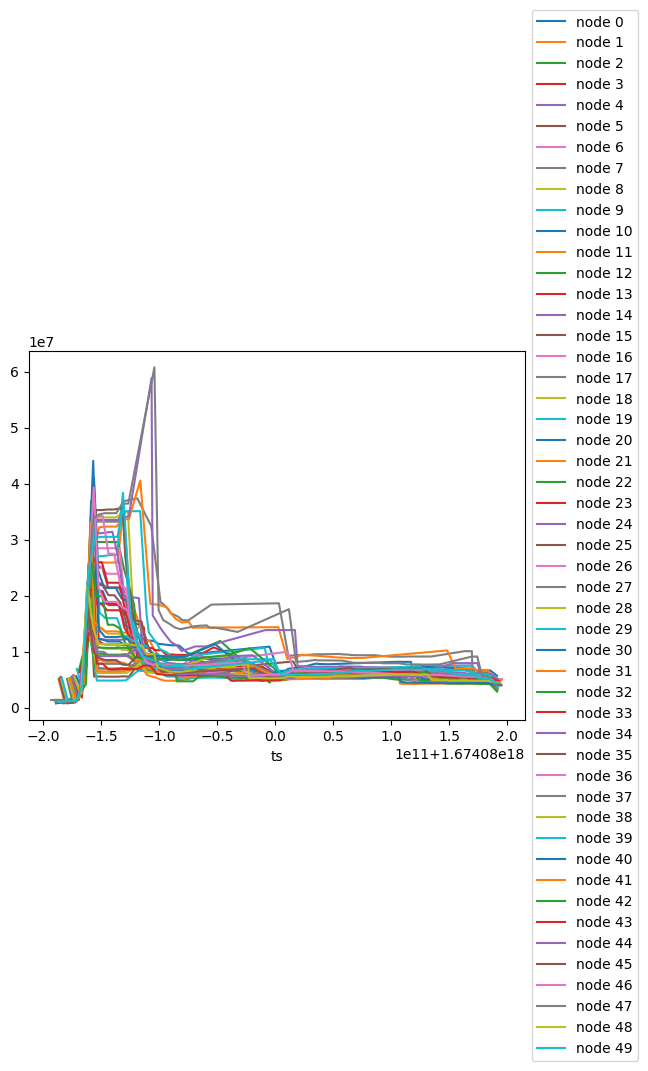 node 0
node 1
node 2
node 3
node 4
node 5
node 6
node 7
node 8
node 9
node 10
node 11
node 12
node 13
node 14
node 15
node 16
node 17
node 18
node 19
node 20
node 21
node 22
node 23
node 24
node 25
node 26
node 27
node 28
node 29
node 30
node 31
node 32
node 33
node 34
node 35
node 36
node 37
node 38
node 39
node 40
node 41
node 42
node 43
node 44
node 45
node 46
node 47
node 48
node 49
1e7
6
5
4
3
2
1
0
−2.0 −1.5 −1.0 −0.5 0.0 0.5 1.0 1.5 2.0
ts
1e11+1.67408e18